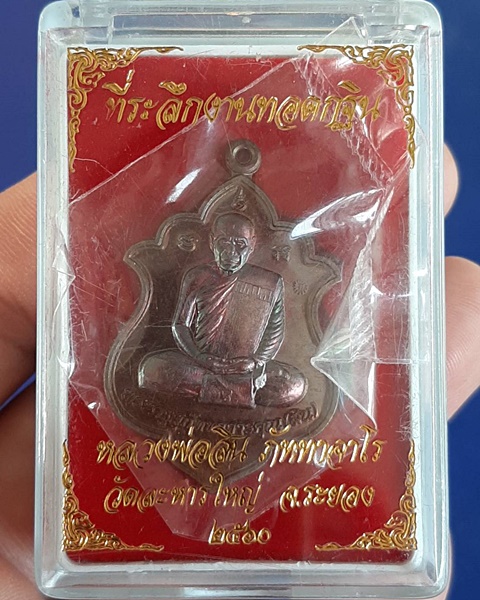 ที่ระลึกงานทอดกฐิน
หลวงพ่อสิน ภัททาจาโร
วัดละหารใหญ่ จ.ระยอง
๒๕๖๐